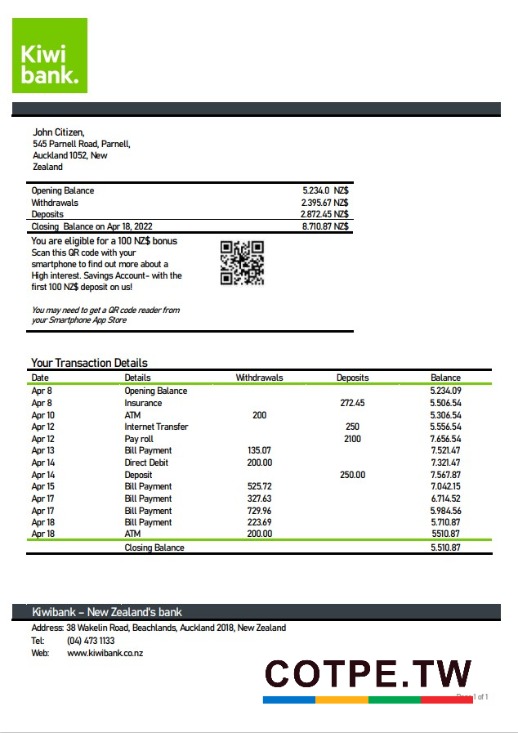 Kiwi
bank.
John Citizen,
545 Parnell Road, Parnell,
Auckland 1052, New
Zealand
Opening Balance 5.234.0 NZ$
Withdrawals 2.395.67 NZ$
Deposits 2.872.45 NZ$
Closing Balance on Apr 18, 2022 8.710.87 NZ$
You are eligible for a 100 NZ$ bonus
Scan this QR code with your
smartphone to find out more about a
High interest. Savings Account- with the
first 100 NZ$ deposit on us!
You may need to get a QR code reader from
your Smartphone App Store
Your Transaction Details
Date Details Withdrawals Deposits Balance
Apr 8 Opening Balance 5.234.09
Apr 8 Insurance 272.45 5.506.54
Apr 10 ATM 200 5.306.54
Apr 12 Internet Transfer 250 5.556.54
Apr 12 Pay roll 2100 7.656.54
Apr 13 Bill Payment 135.07 7.521.47
Apr 14 Direct Debit 200.00 7.321.47
Apr 14 Deposit 250.00 7.567.87
Apr 15 Bill Payment 525.72 7.042.15
Apr 17 Bill Payment 327.63 6.714.52
Apr 17 Bill Payment 729.96 5.984.56
Apr 18 Bill Payment 223.69 5.710.87
Apr 18 ATM 200.00 5510.87
Closing Balance 5.510.87
Kiwibank – New Zealand's bank
Address: 38 Wakelin Road, Beachlands, Auckland 2018, New Zealand
Tel: (04) 473 1133
Web: www.kiwibank.co.nz
COTPE.TW
1 of 1